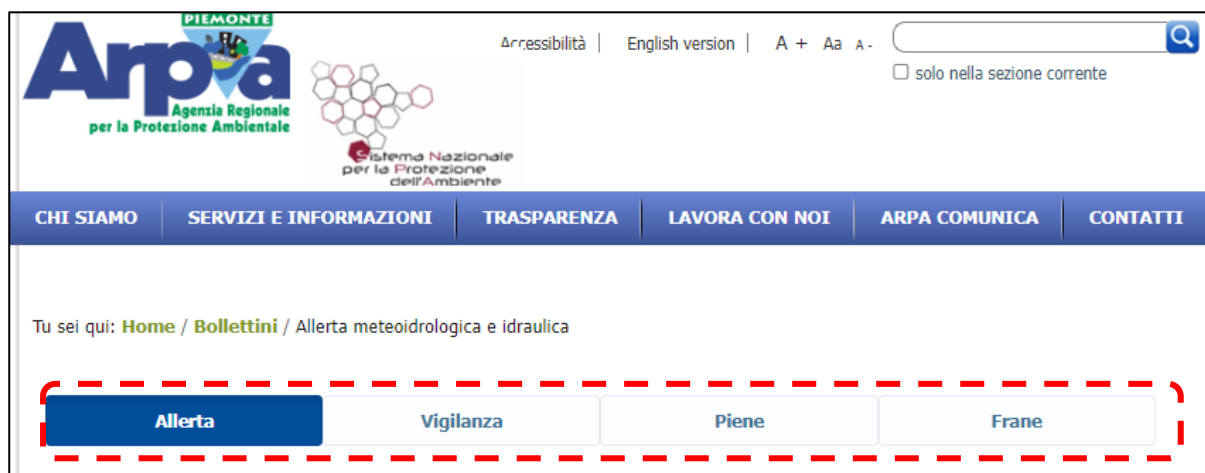 PIEMONTE
Arpa
Agenzia Regionale
per la Protezione Ambientale
Sistema Nazionale
per la Protezione
dell'Ambiente
Accessibilità | English version | A + Aa A -
solo nella sezione corrente
CHI SIAMO SERVIZI E INFORMAZIONI TRASPARENZA LAVORA CON NOI ARPA COMUNICA CONTATTI
Tu sei qui: Home / Bollettini / Allerta meteoidrologica e idraulica
Allerta Vigilanza Piene Frane